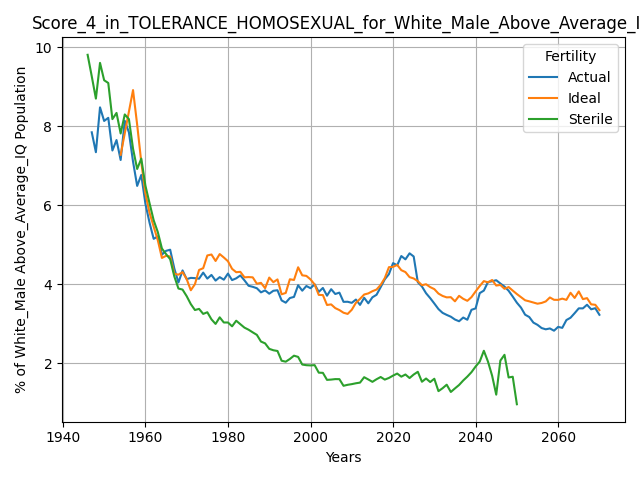 Score_4_in_TOLERANCE_HOMOSEXUAL_for_White_Male_Above_Average_I
10
8
6
4
2
% of White_Male Above_Average_IQ Population
Fertility
Actual
Ideal
Sterile
1940 1960 1980 2000 2020 2040 2060
Years